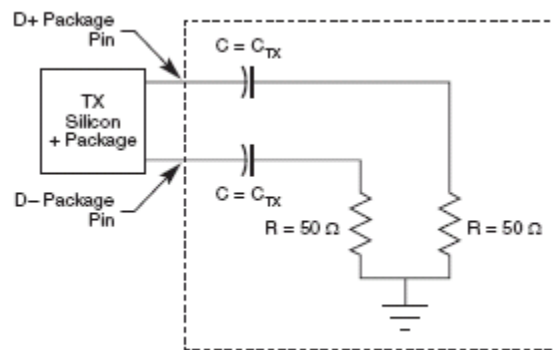 D+ Package
Pin
C = CTX
TX
Silicon
+ Package
D– Package
Pin
C = CTX
R = 50 Ω
R = 50 Ω